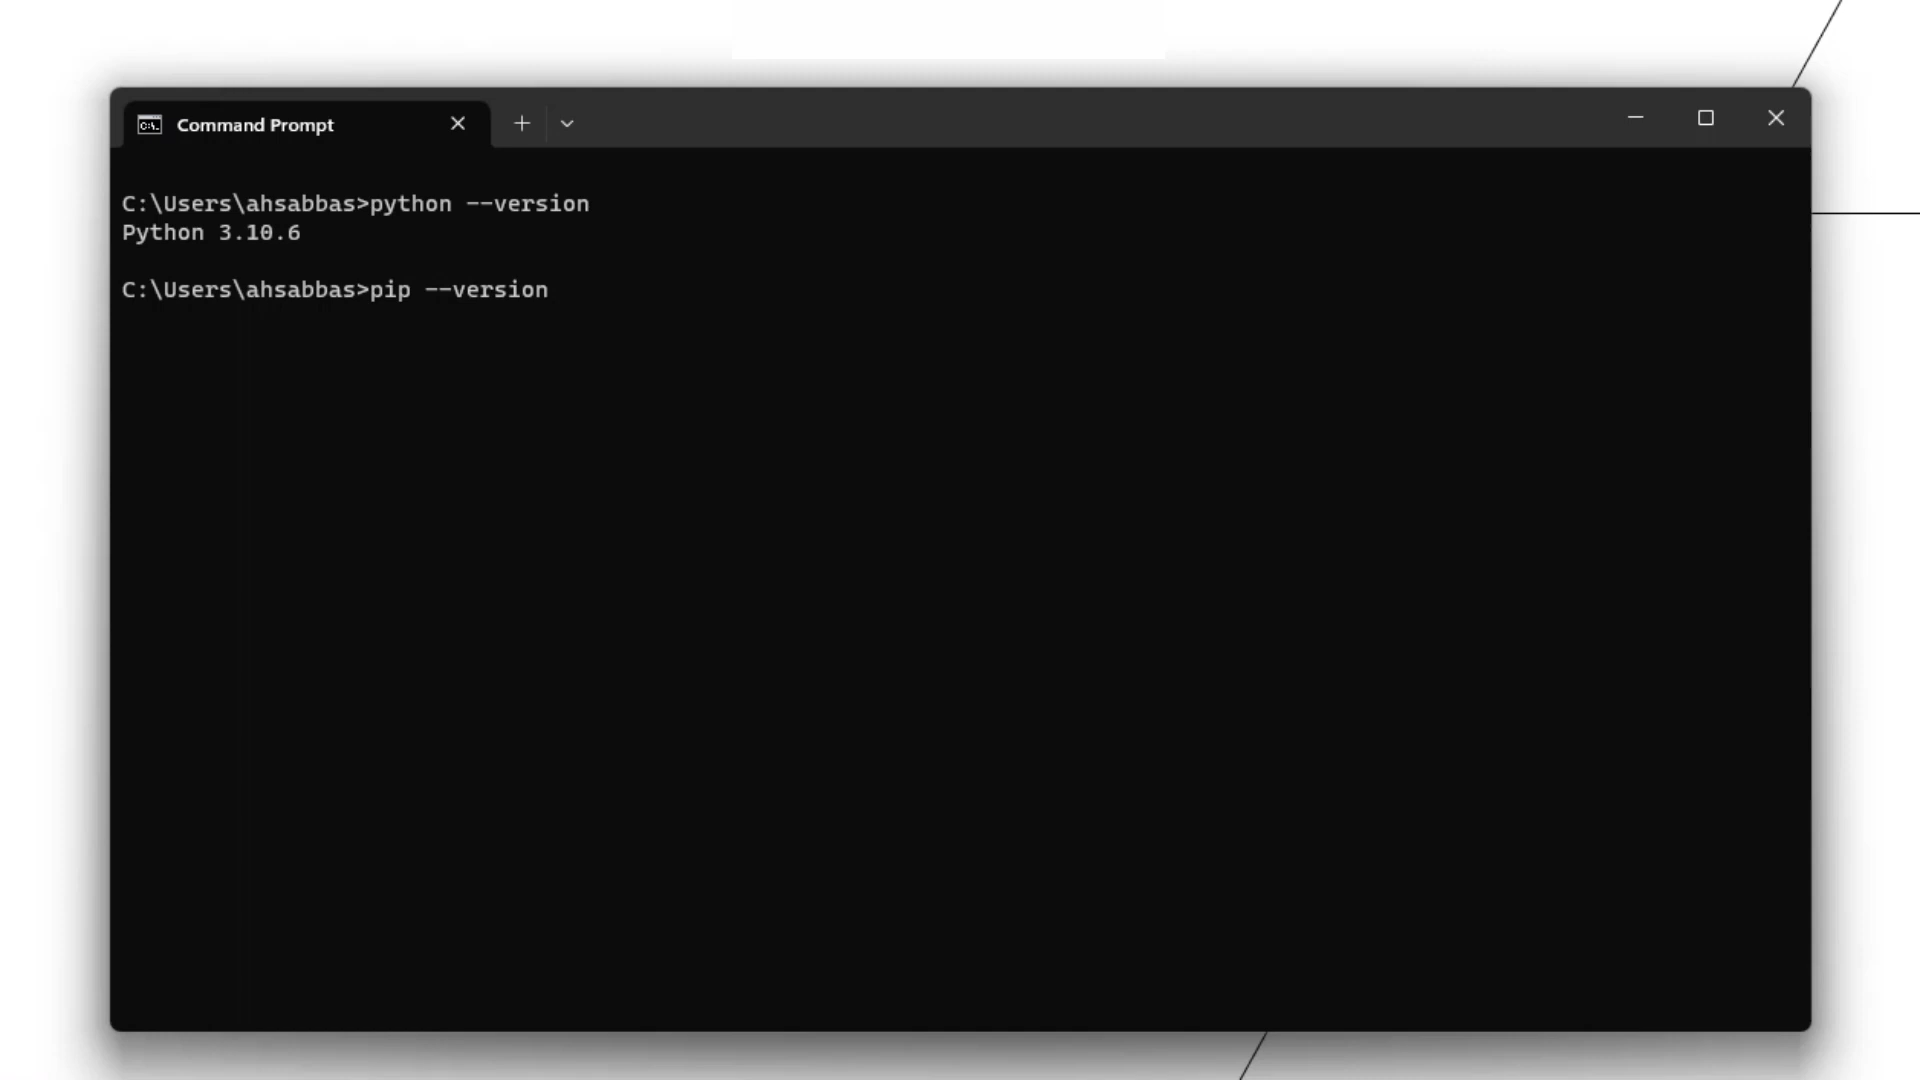 Command Prompt
C:\Users\ahsabbas>python --version
Python 3.10.6
C:\Users\ahsabbas>pip --version